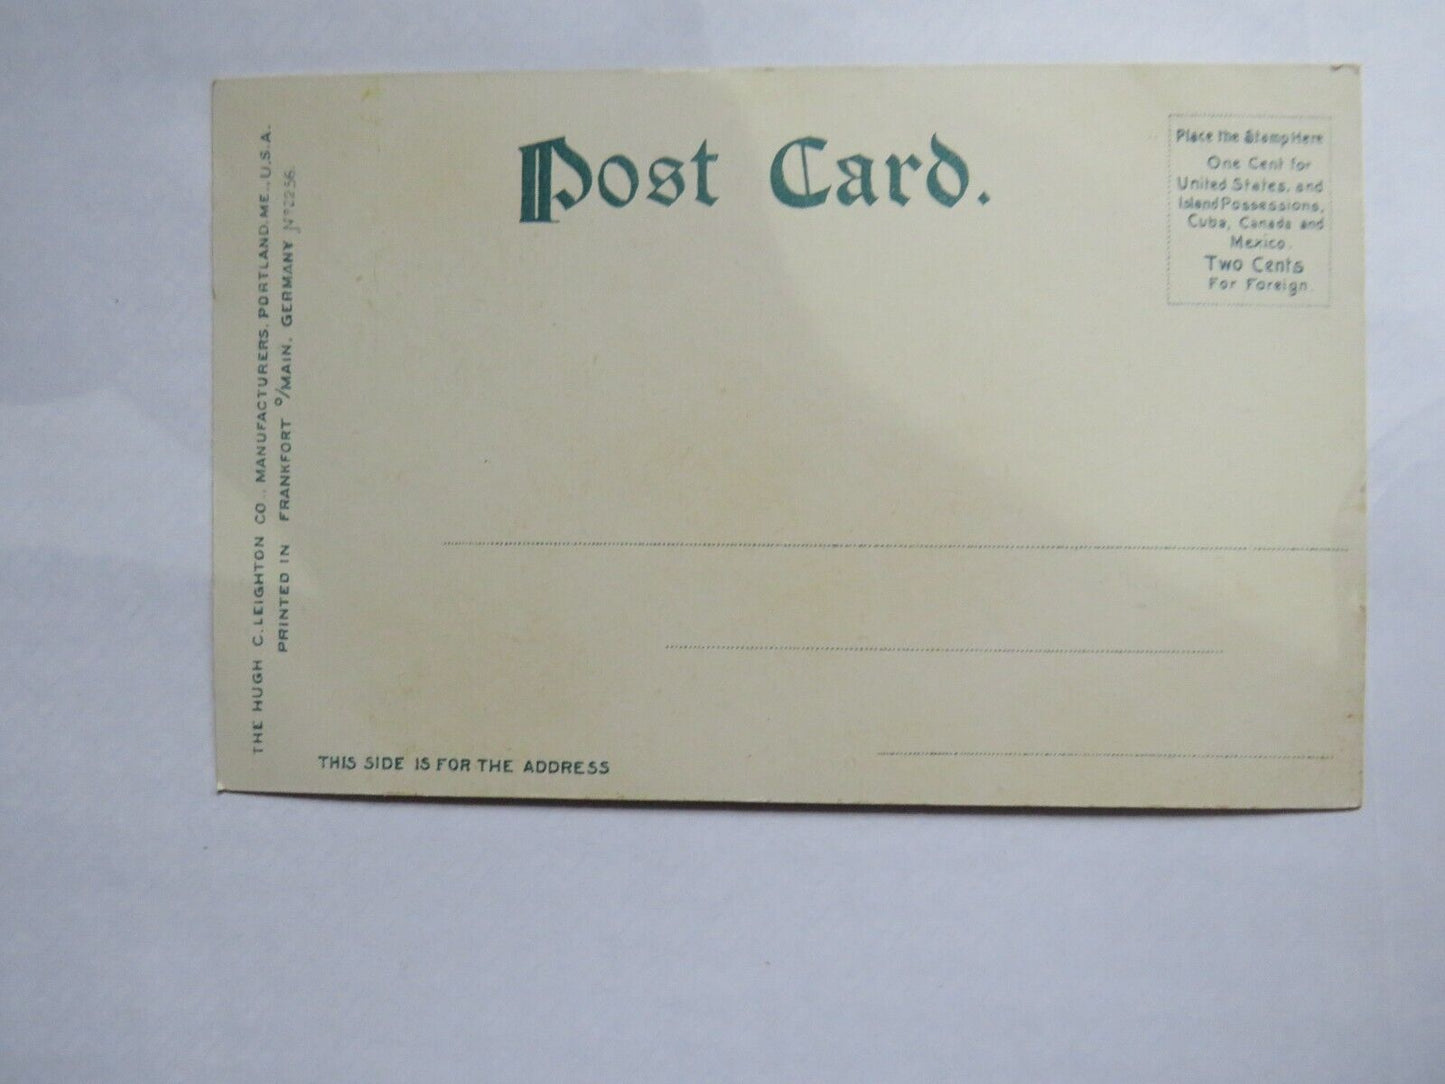 Post Card.
Place the Stamp Here
One Cent for
United States, and
Island Possessions,
Cuba, Canada and
Mexico.
Two Cents
For Foreign.
THE HUGH C. LEIGHTON CO., MANUFACTURERS, PORTLAND, ME., U.S.A.
PRINTED IN FRANKFORT o/MAIN, GERMANY No 2256.
THIS SIDE IS FOR THE ADDRESS